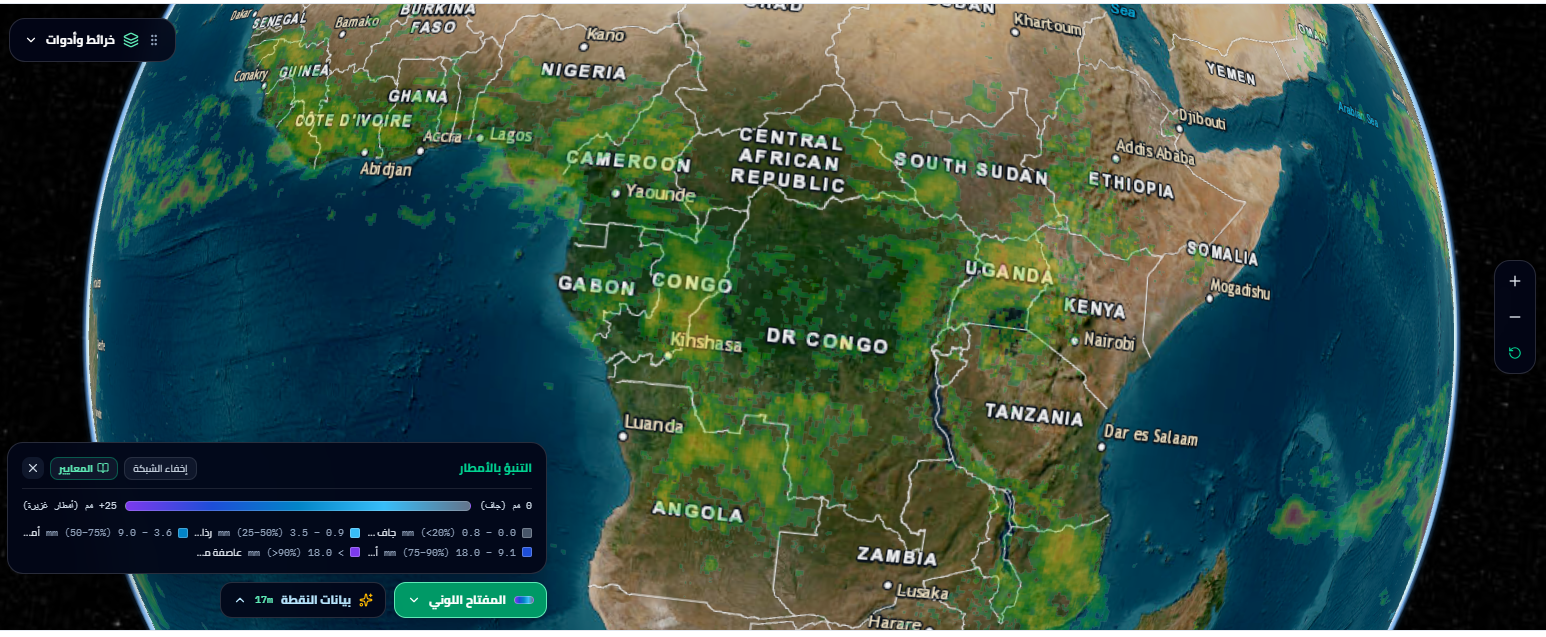 خرائط وأدوات
Dakar
SENEGAL
Bamako
BURKINA
FASO
Kano
NIGERIA
Khartoum
Sea
OMAN
YEMEN
Arabian Sea
Conakry
GUINEA
GHANA
CÔTE D'IVOIRE
Accra
Lagos
Abidjan
CAMEROON
Yaounde
CENTRAL
AFRICAN
REPUBLIC
SOUTH SUDAN
Djibouti
Addis Ababa
ETHIOPIA
SOMALIA
Mogadishu
GABON
CONGO
UGANDA
KENYA
Nairobi
Kinshasa
DR CONGO
TANZANIA
Dar es Salaam
Luanda
ANGOLA
ZAMBIA
Lusaka
Harare
+
−
التنبؤ بالأمطار
إخفاء الشبكة
المعايير
0 مم (جاف)
25+ مم (أمطار غزيرة)
0.0 – 0.8 mm (<20%) جاف ...
0.9 – 3.5 mm (25–50%) رذا...
3.6 – 9.0 mm (50–75%) أم...
9.1 – 18.0 mm (75–90%) أ...
> 18.0 mm (>90%) عاصفة م...
المفتاح اللوني
بيانات النقطة 17m